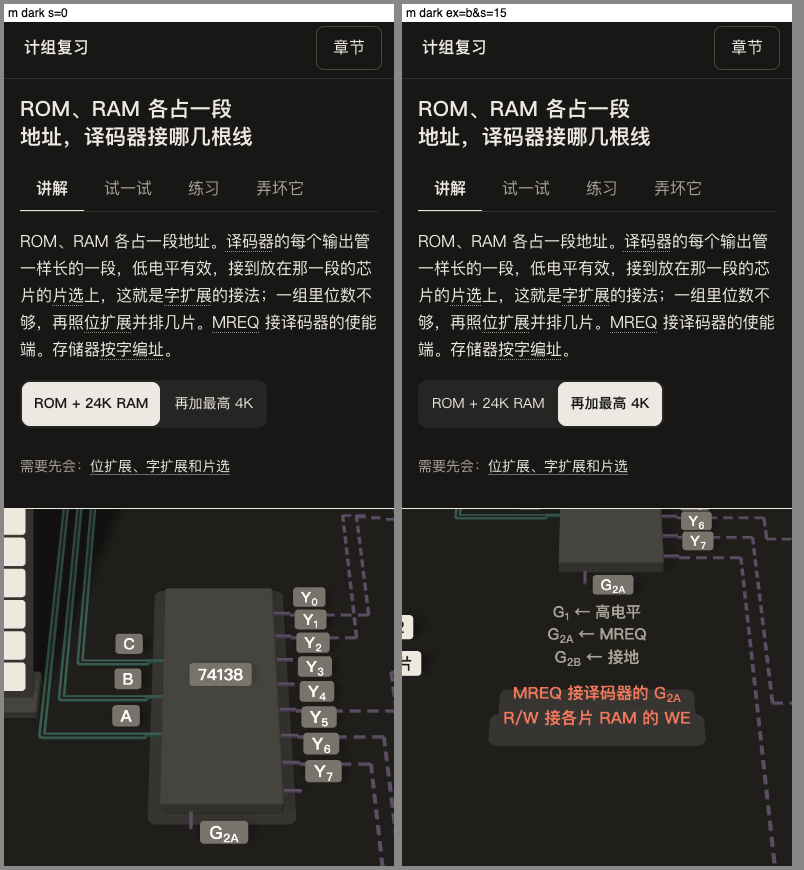 m dark s=0
计组复习
章节
ROM、RAM 各占一段
地址，译码器接哪几根线
讲解
试一试
练习
弄坏它
ROM、RAM 各占一段地址。译码器的每个输出管
一样长的一段，低电平有效，接到放在那一段的芯
片的片选上，这就是字扩展的接法；一组里位数不
够，再照位扩展并排几片。MREQ 接译码器的使能
端。存储器按字编址。
ROM + 24K RAM
再加最高 4K
需要先会：位扩展、字扩展和片选
C
B
A
74138
Y0
Y1
Y2
Y3
Y4
Y5
Y6
Y7
G2A
m dark ex=b&s=15
计组复习
章节
ROM、RAM 各占一段
地址，译码器接哪几根线
讲解
试一试
练习
弄坏它
ROM、RAM 各占一段地址。译码器的每个输出管
一样长的一段，低电平有效，接到放在那一段的芯
片的片选上，这就是字扩展的接法；一组里位数不
够，再照位扩展并排几片。MREQ 接译码器的使能
端。存储器按字编址。
ROM + 24K RAM
再加最高 4K
需要先会：位扩展、字扩展和片选
Y6
Y7
G2A
G1 ← 高电平
G2A ← MREQ
G2B ← 接地
片
MREQ 接译码器的 G2A
R/W 接各片 RAM 的 WE